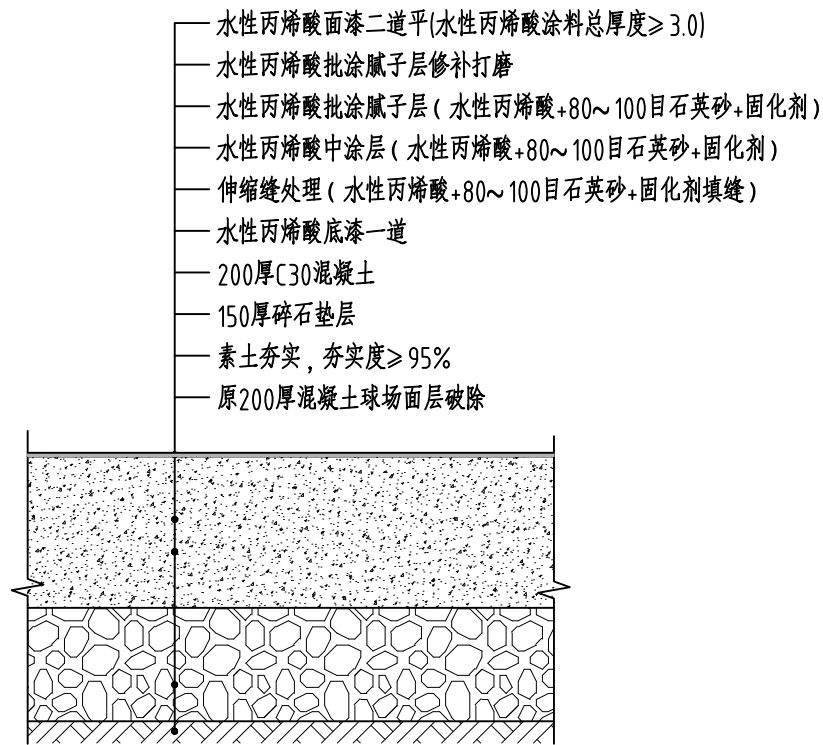 水性丙烯酸面漆二道平(水性丙烯酸涂料总厚度≥3.0)
水性丙烯酸批涂腻子层修补打磨
水性丙烯酸批涂腻子层(水性丙烯酸+80~100目石英砂+固化剂)
水性丙烯酸中涂层(水性丙烯酸+80~100目石英砂+固化剂)
伸缩缝处理(水性丙烯酸+80~100目石英砂+固化剂填缝)
水性丙烯酸底漆一道
200厚C30混凝土
150厚碎石垫层
素土夯实,夯实度≥95%
原200厚混凝土球场面层破除